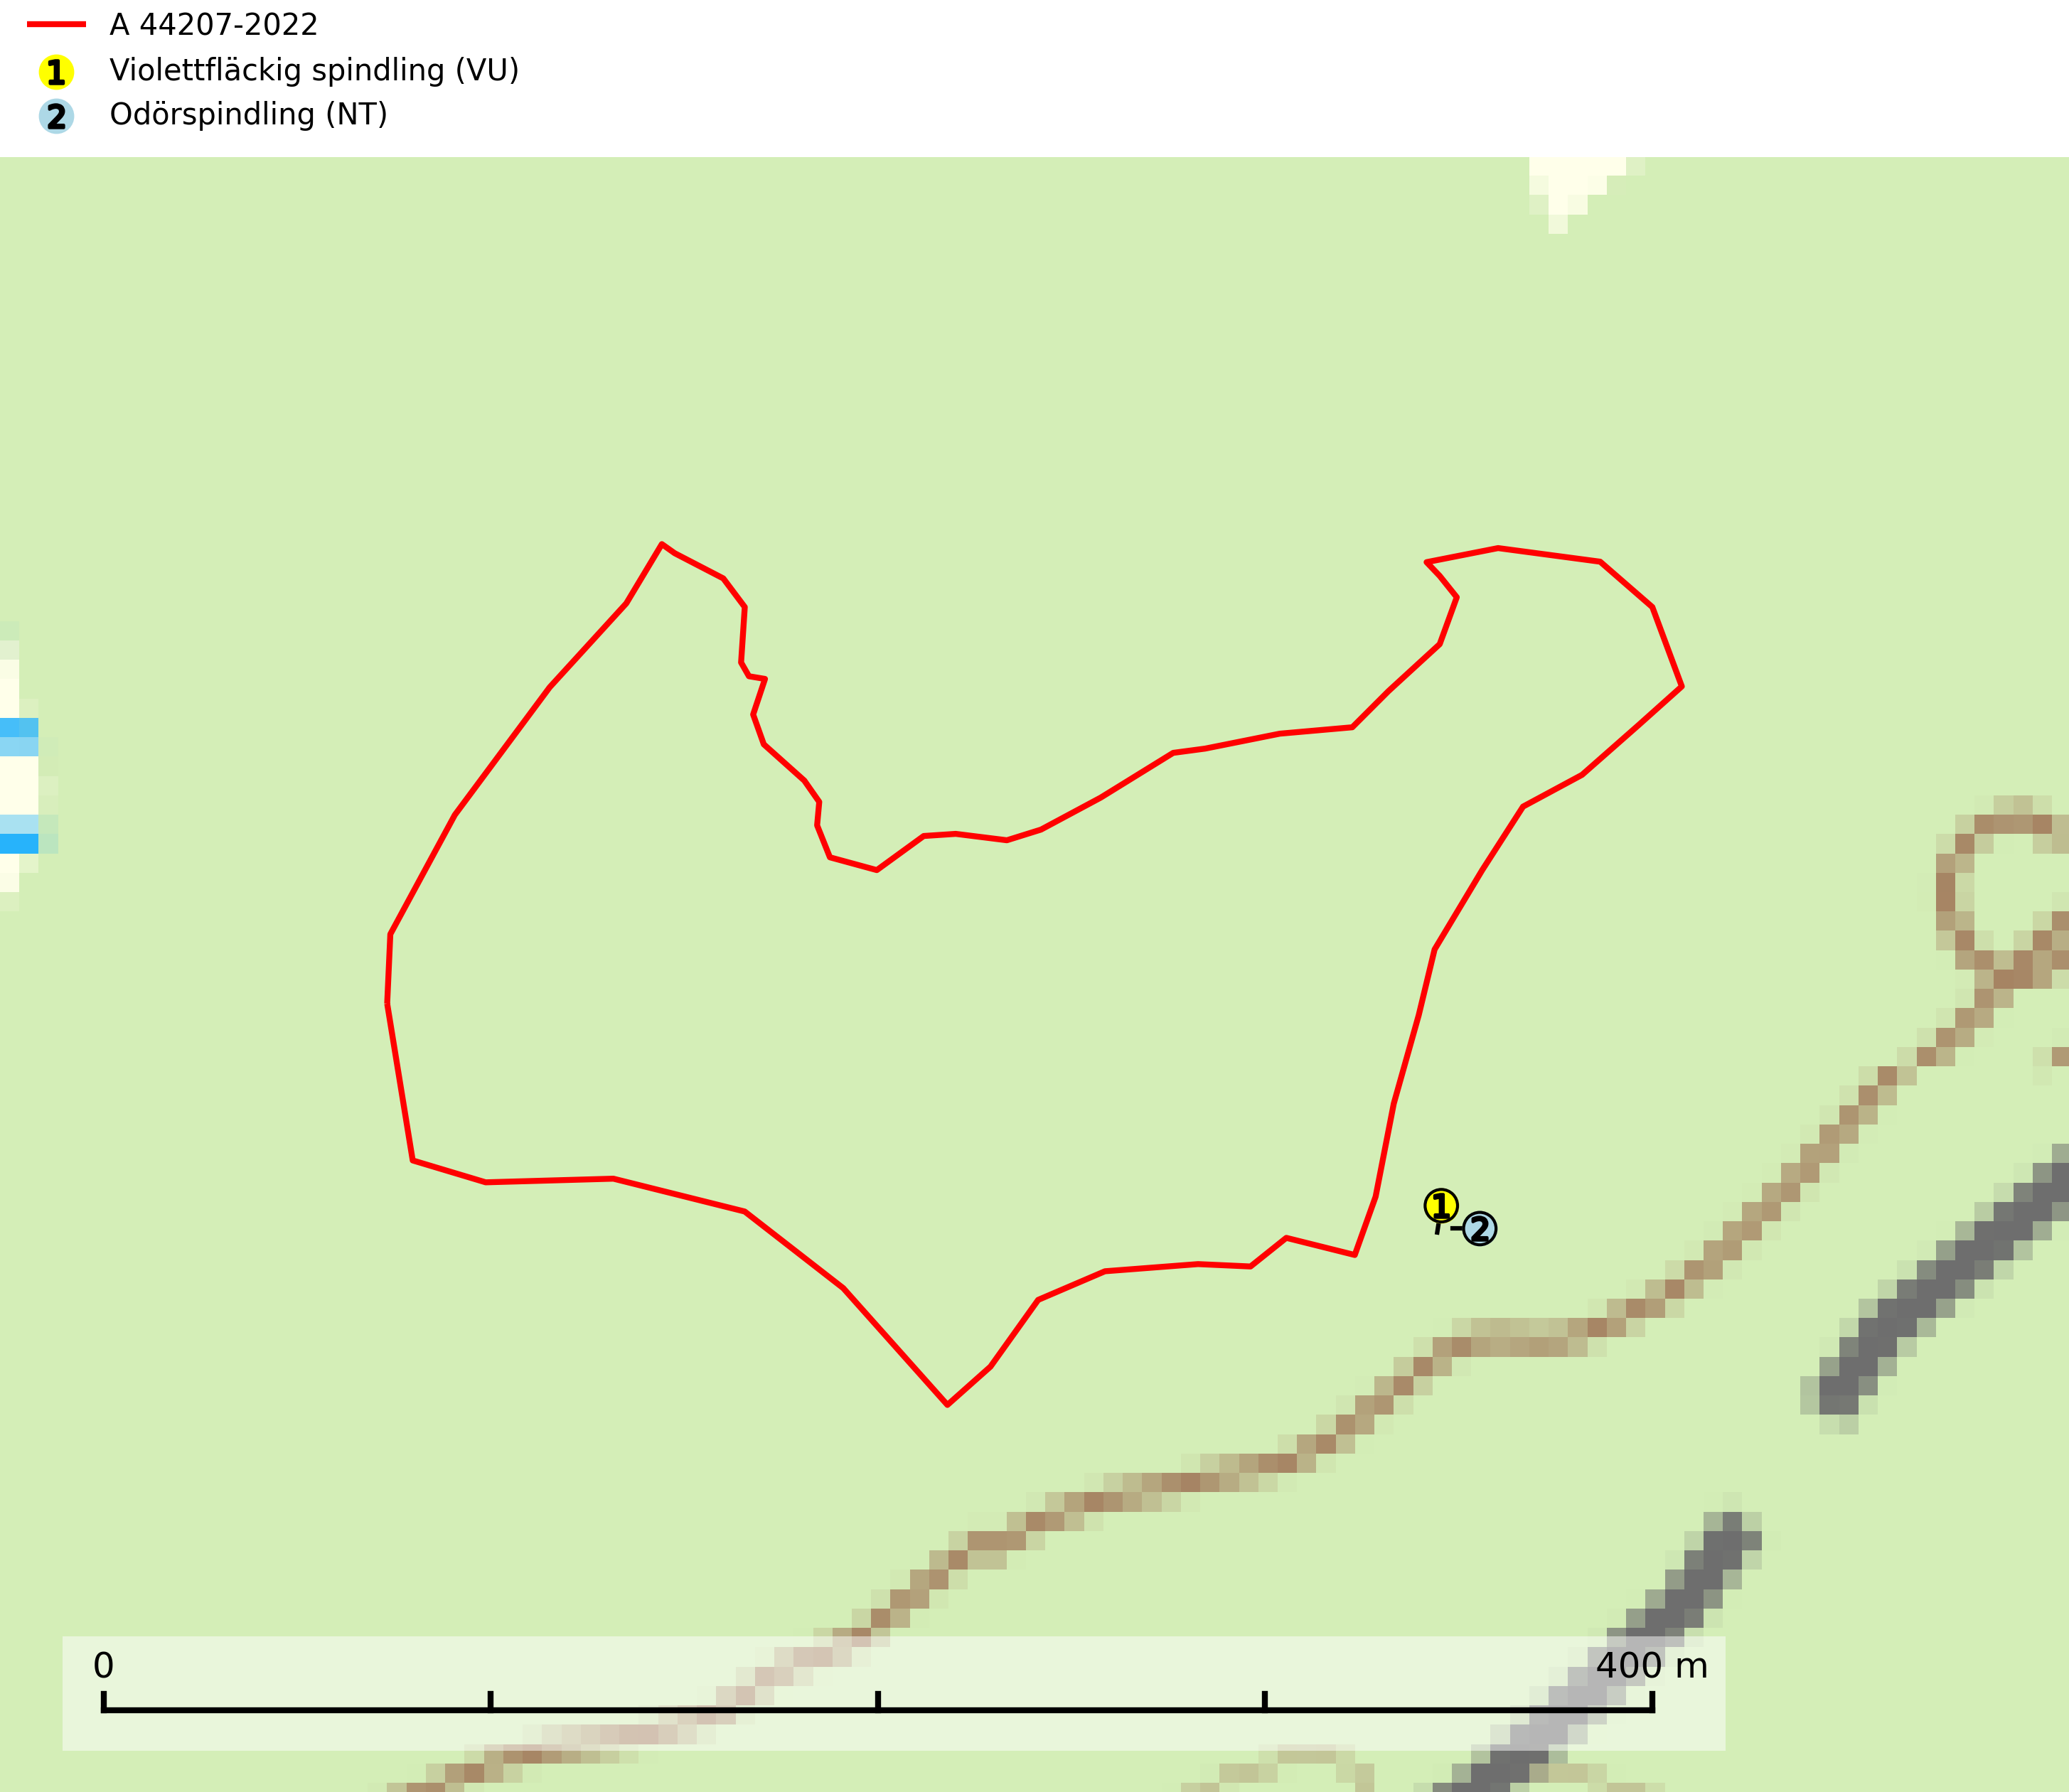 A 44207-2022
1 Violettfläckig spindling (VU)
2 Odörspindling (NT)
1
2
0 400 m